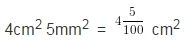 4cm² 5mm² = 4 5/100 cm²